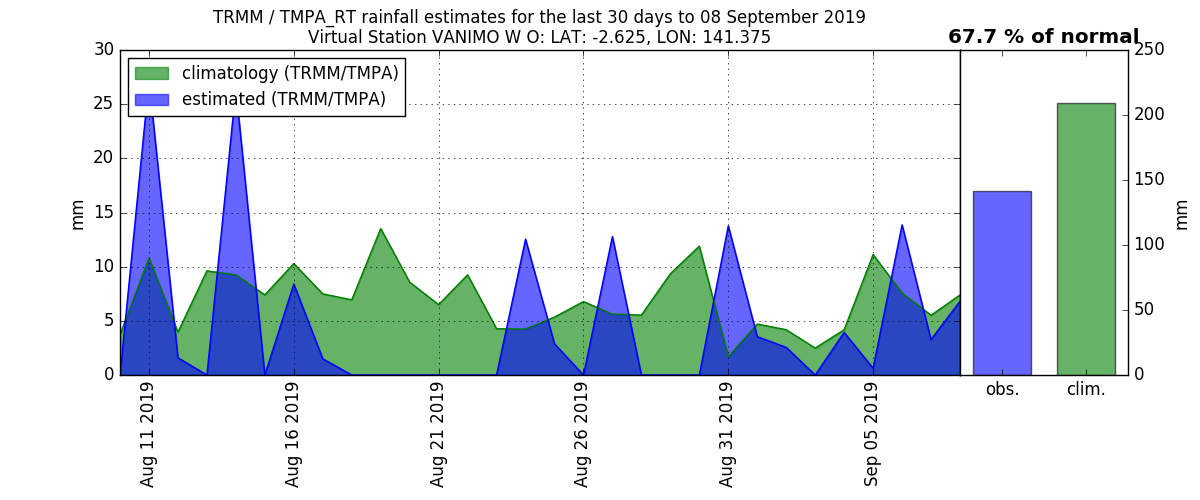 TRMM / TMPA_RT rainfall estimates for the last 30 days to 08 September 2019
Virtual Station VANIMO W O: LAT: -2.625, LON: 141.375
67.7 % of normal
climatology (TRMM/TMPA)
estimated (TRMM/TMPA)
30
25
20
15
10
5
0
mm
Aug 11 2019
Aug 16 2019
Aug 21 2019
Aug 26 2019
Aug 31 2019
Sep 05 2019
obs.
clim.
250
200
150
100
50
0
mm